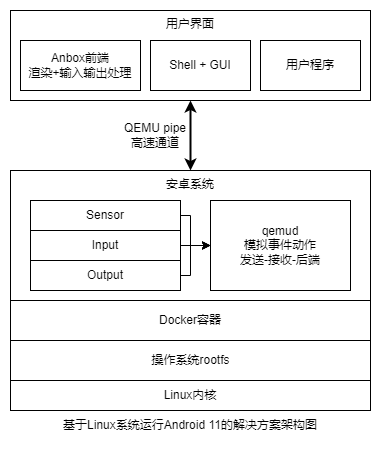 用户界面
Anbox前端
渲染+输入输出处理
Shell + GUI
用户程序
QEMU pipe
高速通道
安卓系统
Sensor
Input
Output
qemud
模拟事件动作
发送-接收-后端
Docker容器
操作系统rootfs
Linux内核
基于Linux系统运行Android 11的解决方案架构图